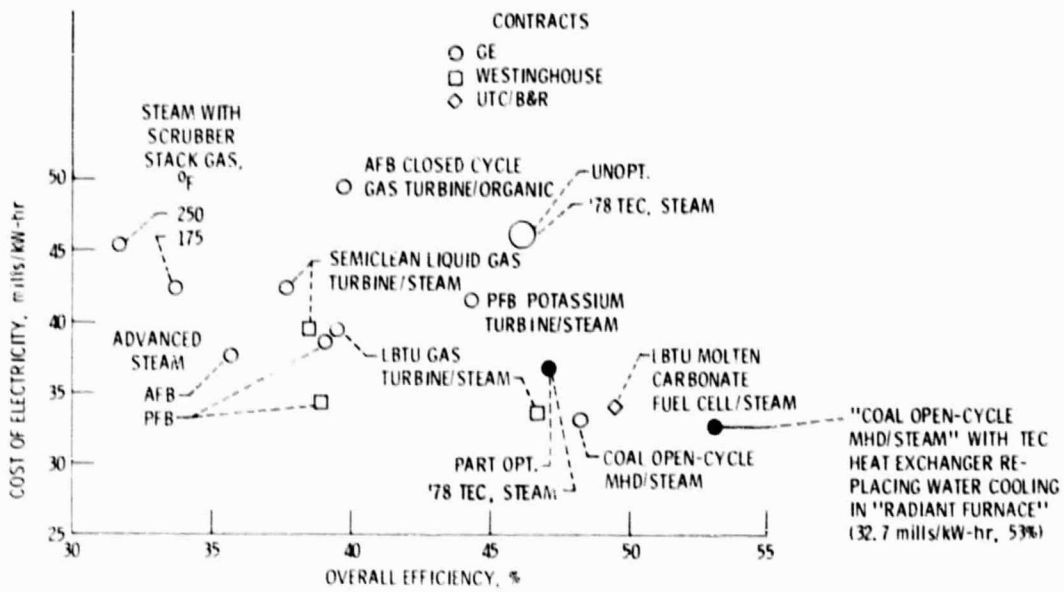 CONTRACTS
GE
WESTINGHOUSE
UTC/B&R
STEAM WITH
SCRUBBER
STACK GAS,
°F
250
175
AFB CLOSED CYCLE
GAS TURBINE/ORGANIC
UNOPT.
'78 TEC, STEAM
SEMICLEAN LIQUID GAS
TURBINE/STEAM
PFB POTASSIUM
TURBINE/STEAM
ADVANCED
STEAM
AFB
PFB
LBTU GAS
TURBINE/STEAM
LBTU MOLTEN
CARBONATE
FUEL CELL/STEAM
PART OPT.
'78 TEC, STEAM
COAL OPEN-CYCLE
MHD/STEAM
"COAL OPEN-CYCLE
MHD/STEAM" WITH TEC
HEAT EXCHANGER RE-
PLACING WATER COOLING
IN "RADIANT FURNACE"
(32.7 mills/kW-hr, 53%)
COST OF ELECTRICITY, mills/kW-hr
50
45
40
35
30
25
30
35
40
45
50
55
OVERALL EFFICIENCY, %